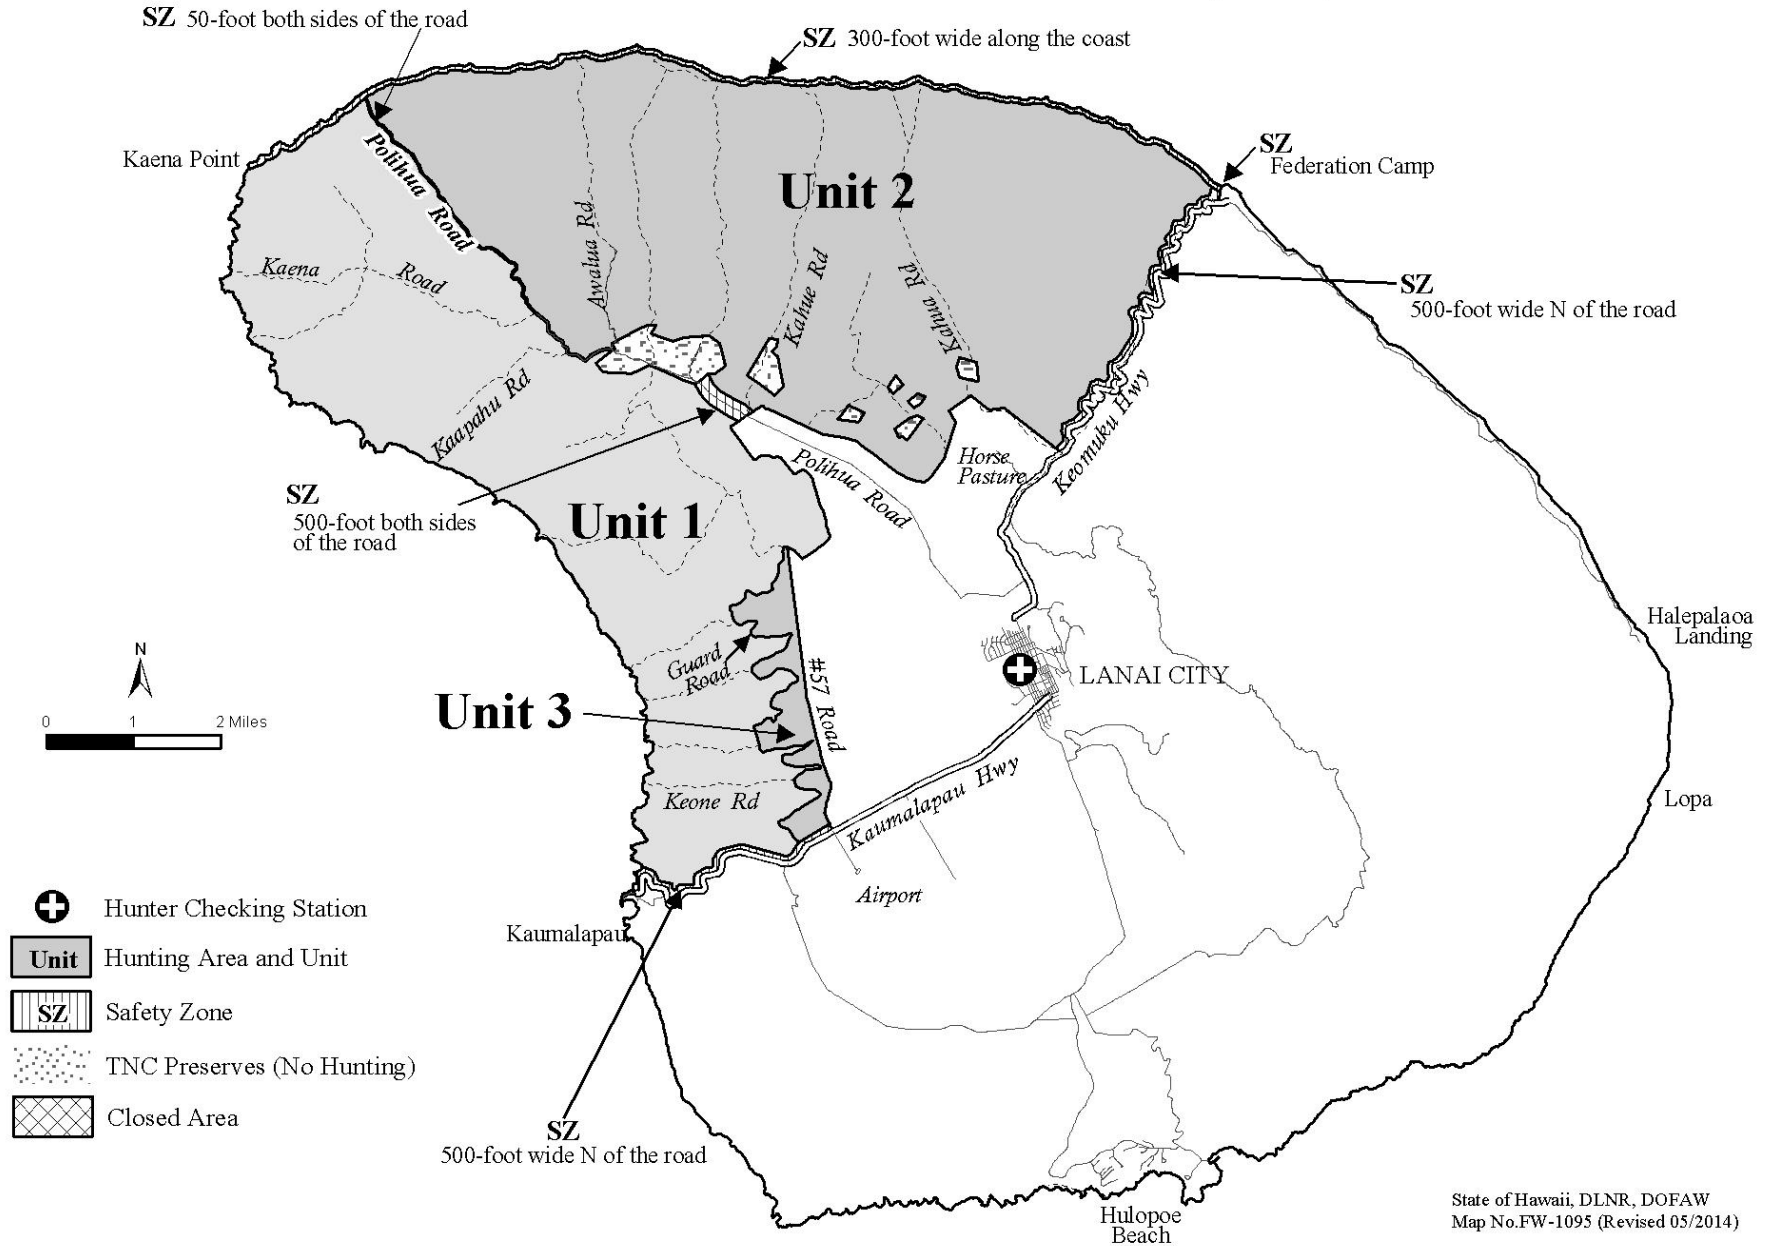 SZ 50-foot both sides of the road
SZ 300-foot wide along the coast
Kaena Point
SZ
Federation Camp
Polihua Road
Unit 2
Awalua Rd
Kahue Rd
Kahua Rd
Kaena Road
SZ
500-foot wide N of the road
Kaapahu Rd
Keomuku Hwy
Horse
Pasture
Polihua Road
SZ
500-foot both sides
of the road
Unit 1
Halepalaoa
Landing
N
Guard
Road
#57 Road
LANAI CITY
Unit 3
0 1 2 Miles
Keone Rd
Kaumalapau Hwy
Lopa
Airport
Kaumalapau
Hunter Checking Station
Unit Hunting Area and Unit
SZ Safety Zone
TNC Preserves (No Hunting)
Closed Area
SZ
500-foot wide N of the road
Hulopoe
Beach
State of Hawaii, DLNR, DOFAW
Map No.FW-1095 (Revised 05/2014)